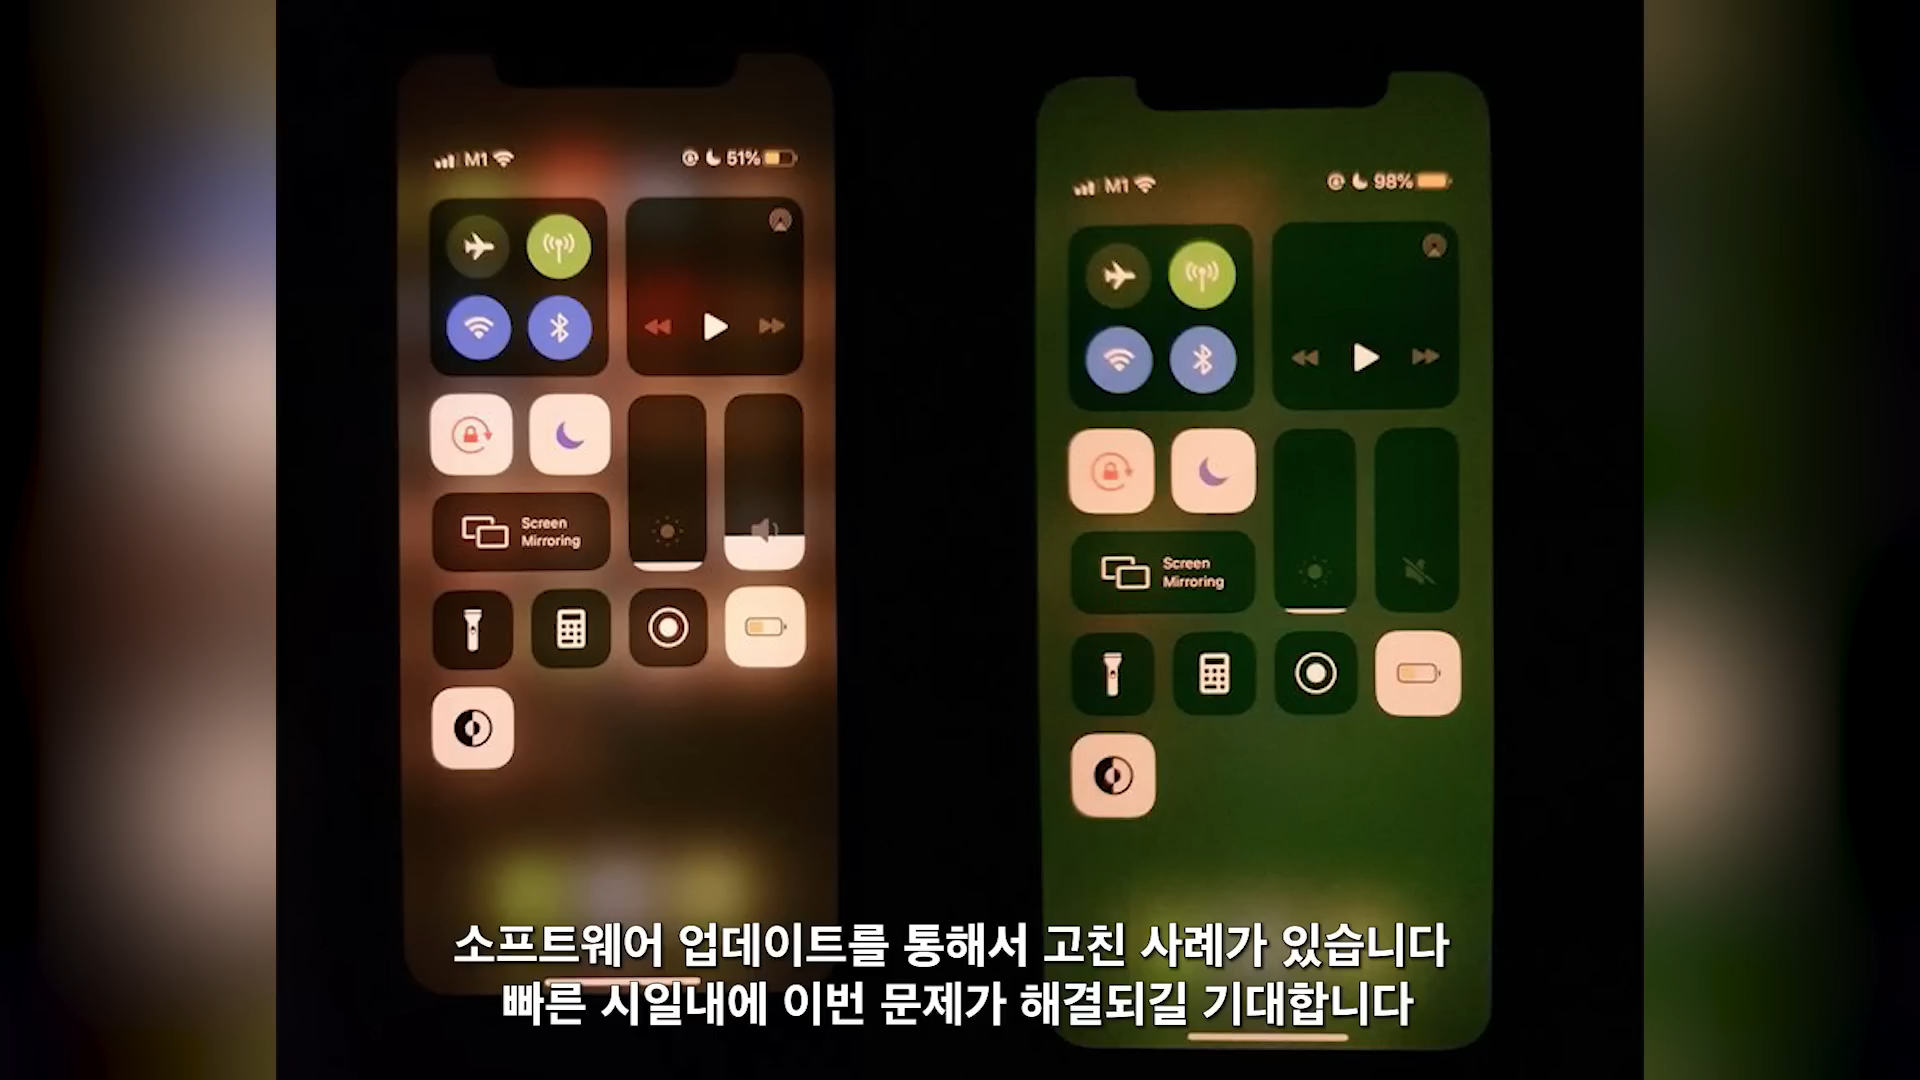 M1
51%
Screen
Mirroring
M1
98%
Screen
Mirroring
소프트웨어 업데이트를 통해서 고친 사례가 있습니다
빠른 시일내에 이번 문제가 해결되길 기대합니다